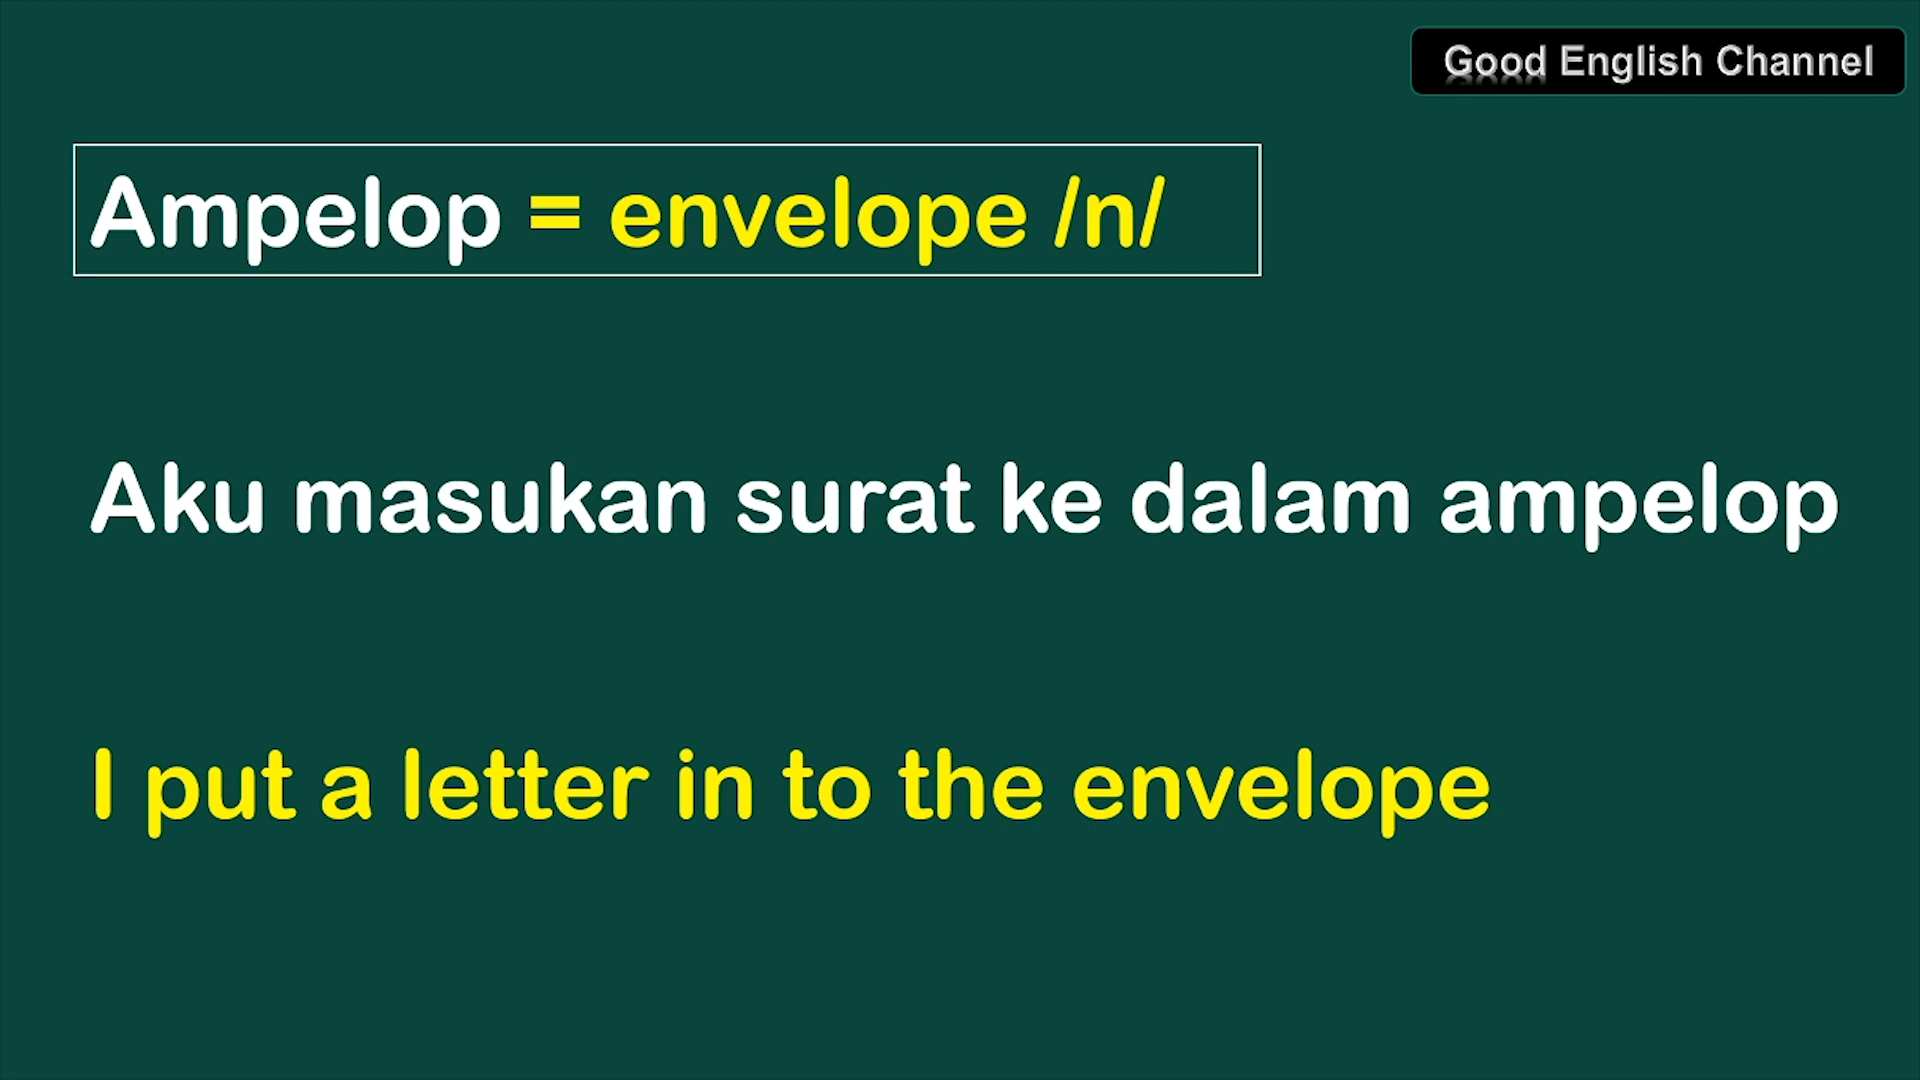 Good English Channel
Ampelop = envelope /n/
Aku masukan surat ke dalam ampelop
I put a letter in to the envelope